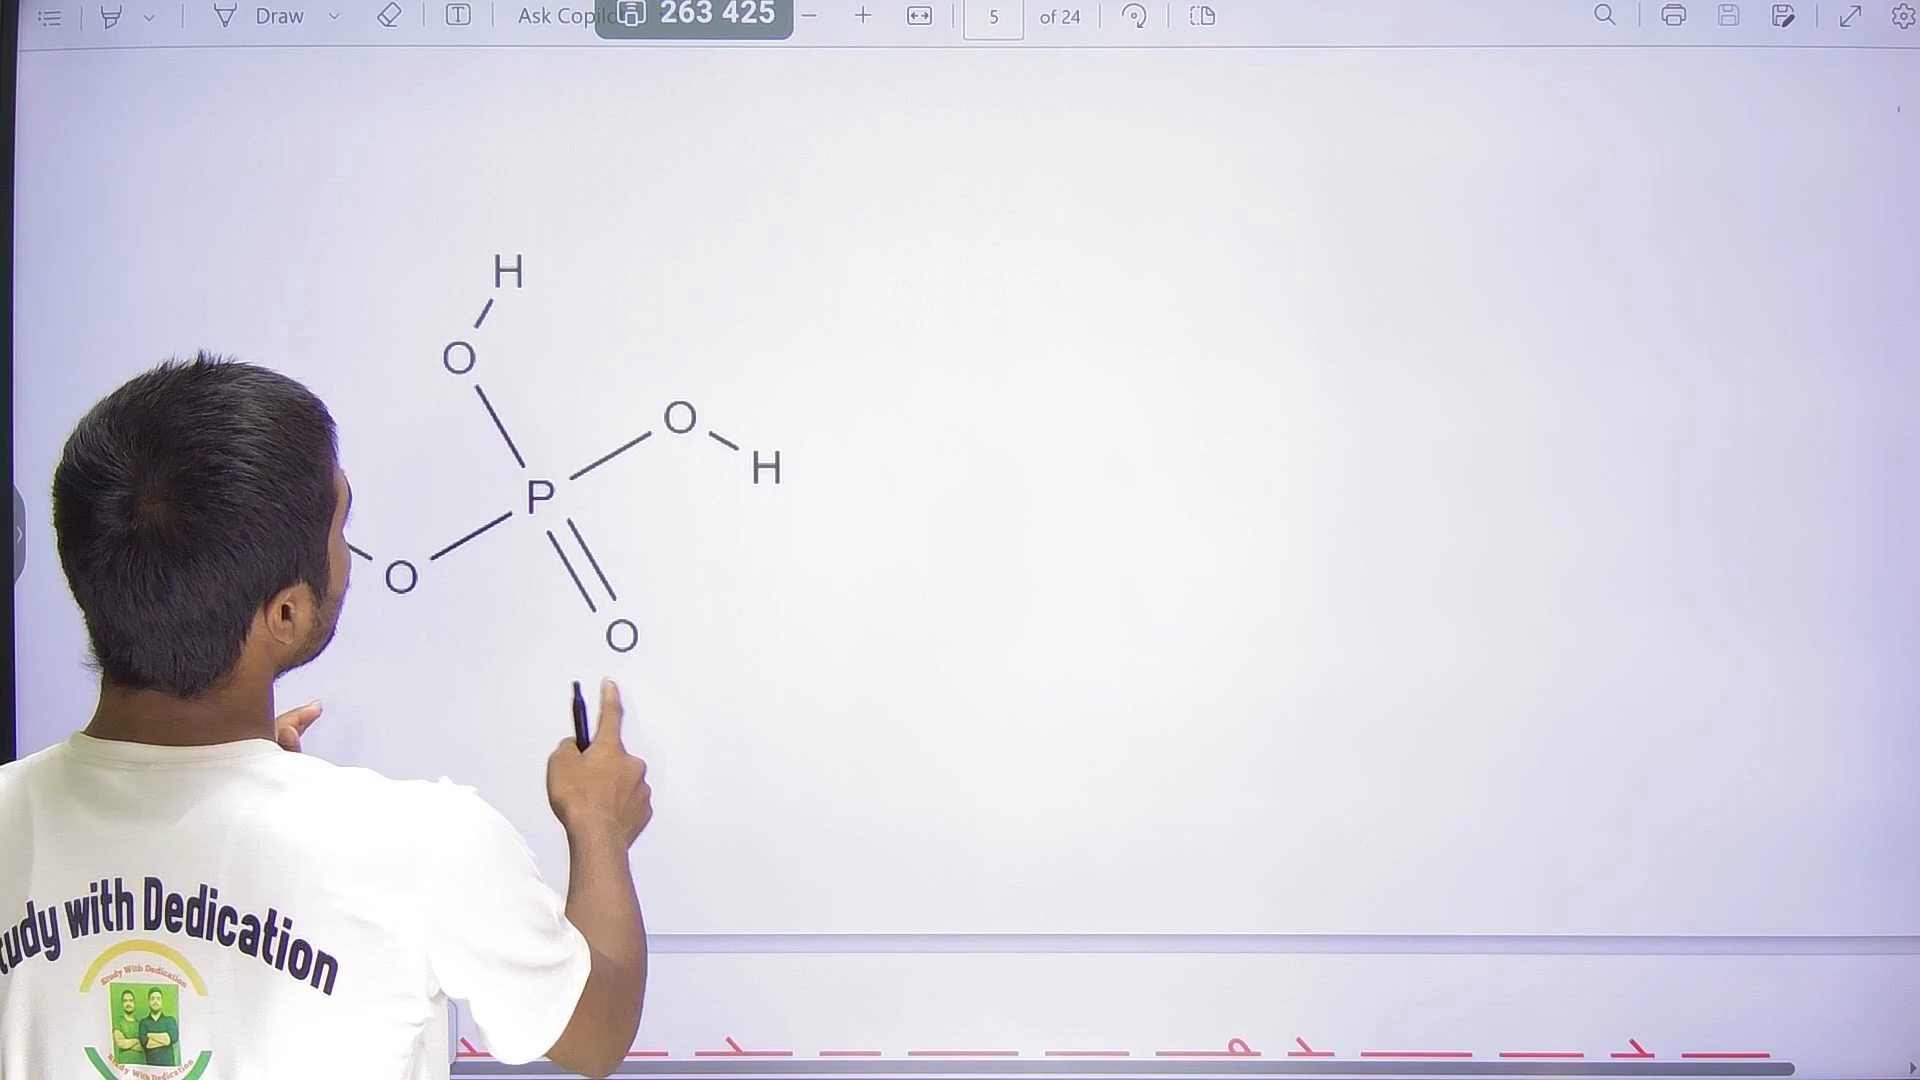 Draw
Ask Copil
263 425
5 of 24
H
O
O
H
P
O
O
tudy with Dedication
Study With Dedication